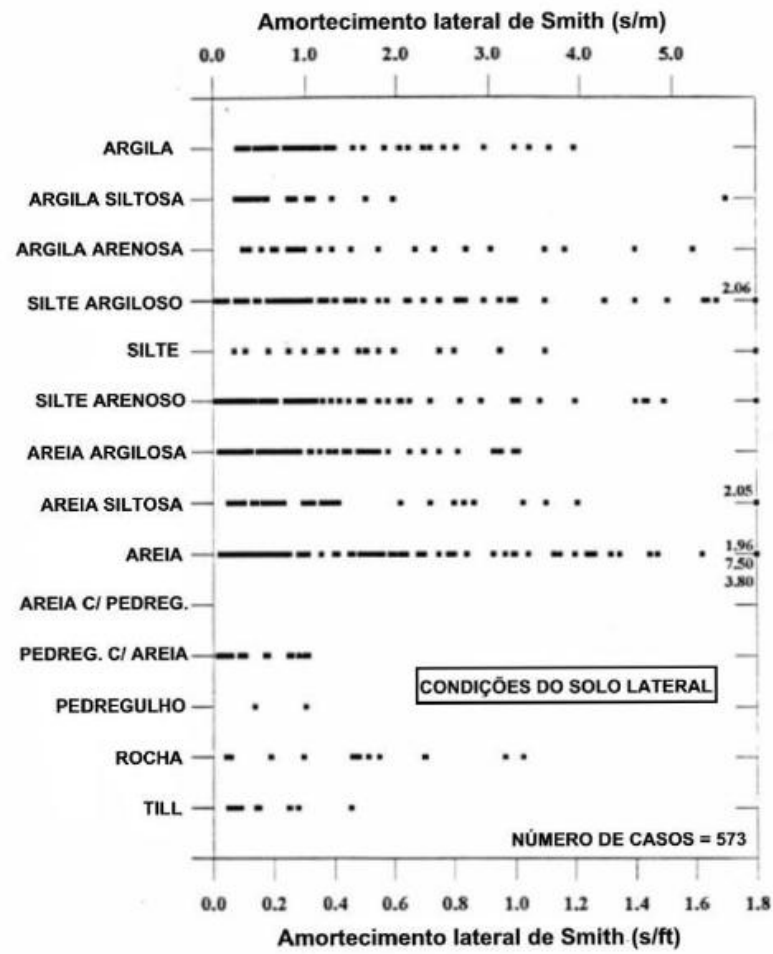 Amortecimento lateral de Smith (s/m)
0.0 1.0 2.0 3.0 4.0 5.0
ARGILA
ARGILA SILTOSA
ARGILA ARENOSA
2.06
SILTE ARGILOSO
SILTE
SILTE ARENOSO
AREIA ARGILOSA
2.05
AREIA SILTOSA
1.96
AREIA
7.50
3.80
AREIA C/ PEDREG.
PEDREG. C/ AREIA
CONDIÇÕES DO SOLO LATERAL
PEDREGULHO
ROCHA
TILL
NÚMERO DE CASOS = 573
0.0 0.2 0.4 0.6 0.8 1.0 1.2 1.4 1.6 1.8
Amortecimento lateral de Smith (s/ft)